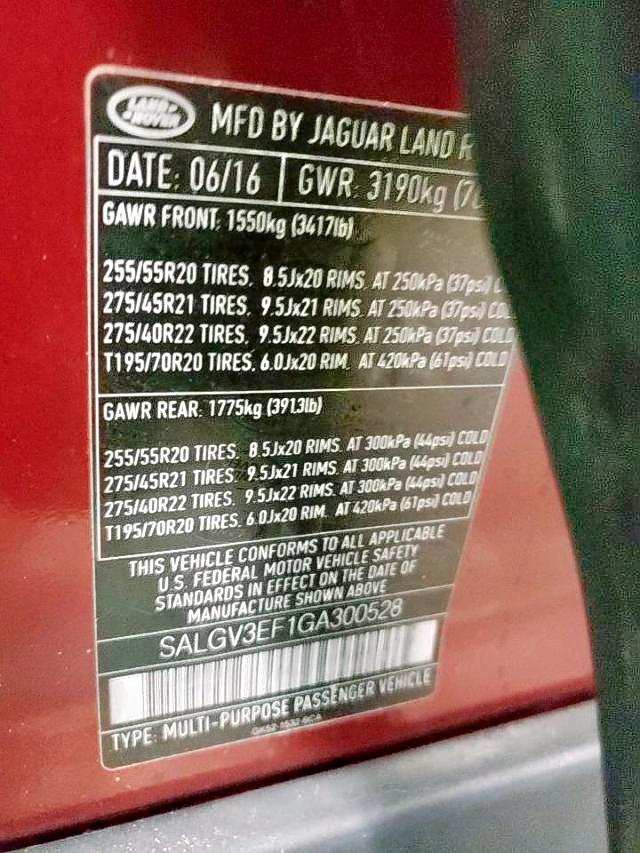 LAND ROVER
MFD BY JAGUAR LAND R
DATE: 06/16 GWR: 3190kg (70
GAWR FRONT: 1550kg (3417lb)
255/55R20 TIRES, 8.5Jx20 RIMS, AT 250kPa (37psi) C
275/45R21 TIRES, 9.5Jx21 RIMS, AT 250kPa (37psi) COL
275/40R22 TIRES, 9.5Jx22 RIMS, AT 250kPa (37psi) COLD
T195/70R20 TIRES, 6.0Jx20 RIM, AT 420kPa (61psi) COLD
GAWR REAR: 1775kg (3913lb)
255/55R20 TIRES, 8.5Jx20 RIMS, AT 300kPa (44psi) COLD
275/45R21 TIRES, 9.5Jx21 RIMS, AT 300kPa (44psi) COLD
275/40R22 TIRES, 9.5Jx22 RIMS, AT 300kPa (44psi) COLD
T195/70R20 TIRES, 6.0Jx20 RIM, AT 420kPa (61psi) COLD
THIS VEHICLE CONFORMS TO ALL APPLICABLE
U.S. FEDERAL MOTOR VEHICLE SAFETY
STANDARDS IN EFFECT ON THE DATE OF
MANUFACTURE SHOWN ABOVE
SALGV3EF1GA300528
TYPE: MULTI-PURPOSE PASSENGER VEHICLE